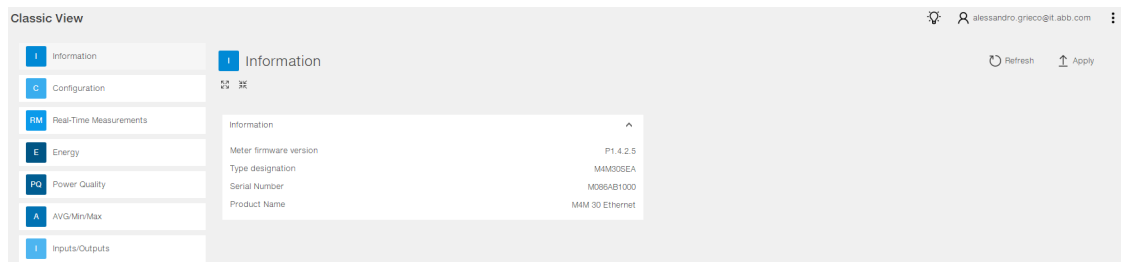 Classic View
alessandro.grieco@it.abb.com
I Information
C Configuration
RM Real-Time Measurements
E Energy
PQ Power Quality
A AVG/Min/Max
I Inputs/Outputs
I Information
Refresh Apply
Information
Meter firmware version P1.4.2.5
Type designation M4M30SEA
Serial Number M086AB1000
Product Name M4M 30 Ethernet